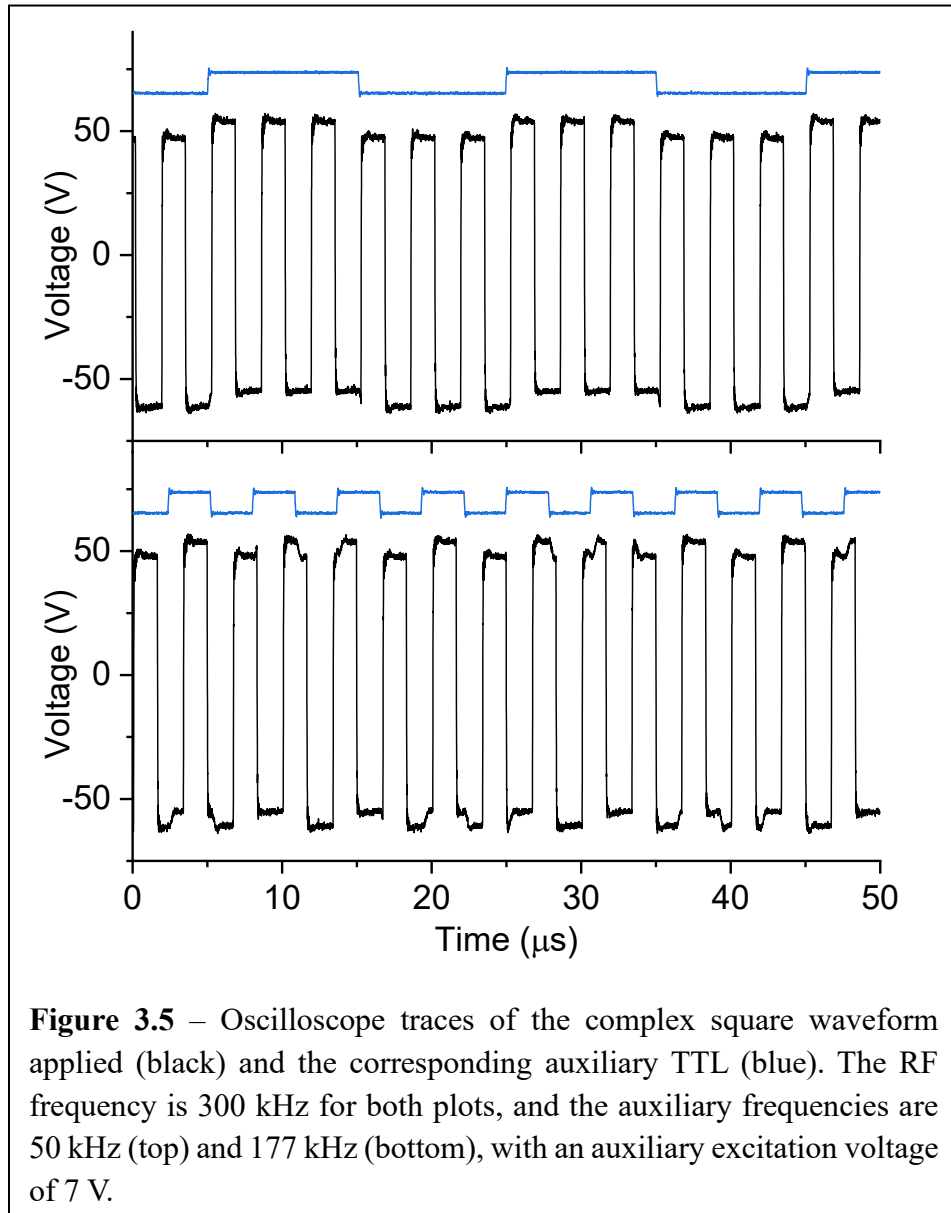 50
0
-50
Voltage (V)
50
0
-50
Voltage (V)
0 10 20 30 40 50
Time (μs)
Figure 3.5 – Oscilloscope traces of the complex square waveform
applied (black) and the corresponding auxiliary TTL (blue). The RF
frequency is 300 kHz for both plots, and the auxiliary frequencies are
50 kHz (top) and 177 kHz (bottom), with an auxiliary excitation voltage
of 7 V.